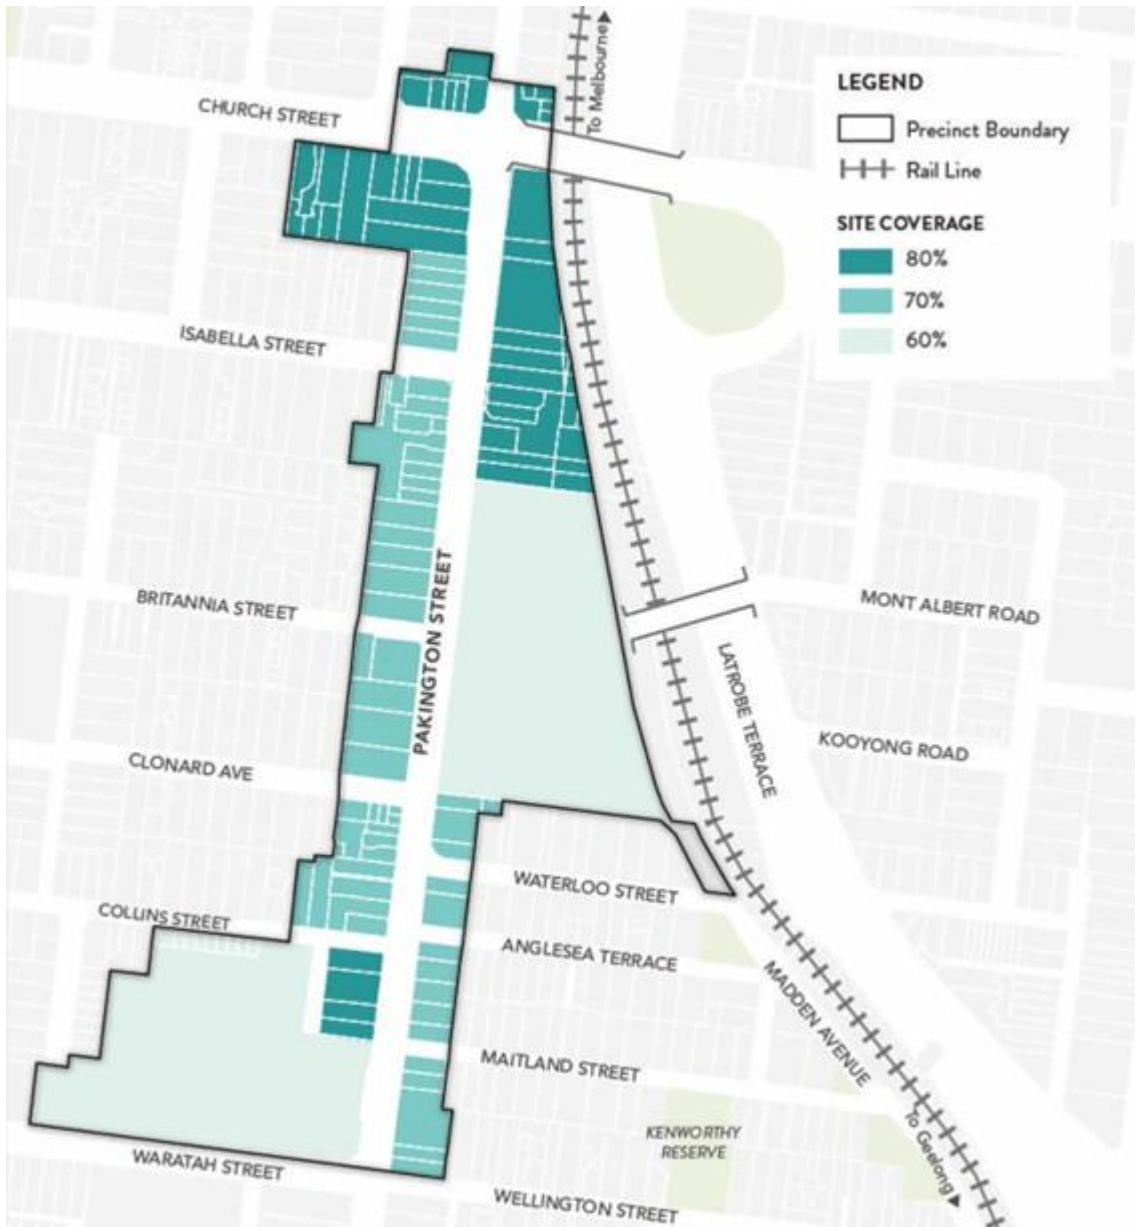 To Melbourne
LEGEND
Precinct Boundary
Rail Line
SITE COVERAGE
80%
70%
60%
CHURCH STREET
ISABELLA STREET
BRITANNIA STREET
PAKINGTON STREET
MONT ALBERT ROAD
LATROBE TERRACE
KOOYONG ROAD
CLONARD AVE
WATERLOO STREET
COLLINS STREET
ANGLESEA TERRACE
MADDEN AVENUE
MAITLAND STREET
To Geelong
KENWORTHY
RESERVE
WARATAH STREET
WELLINGTON STREET